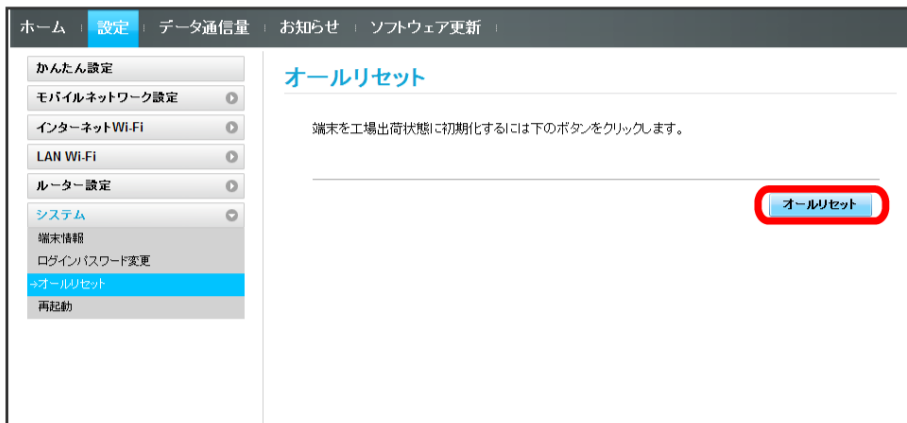 ホーム 設定 データ通信量 お知らせ ソフトウェア更新
かんたん設定
モバイルネットワーク設定
インターネットWi-Fi
LAN Wi-Fi
ルーター設定
システム
端末情報
ログインパスワード変更
→オールリセット
再起動
オールリセット
端末を工場出荷状態に初期化するには下のボタンをクリックします。
オールリセット